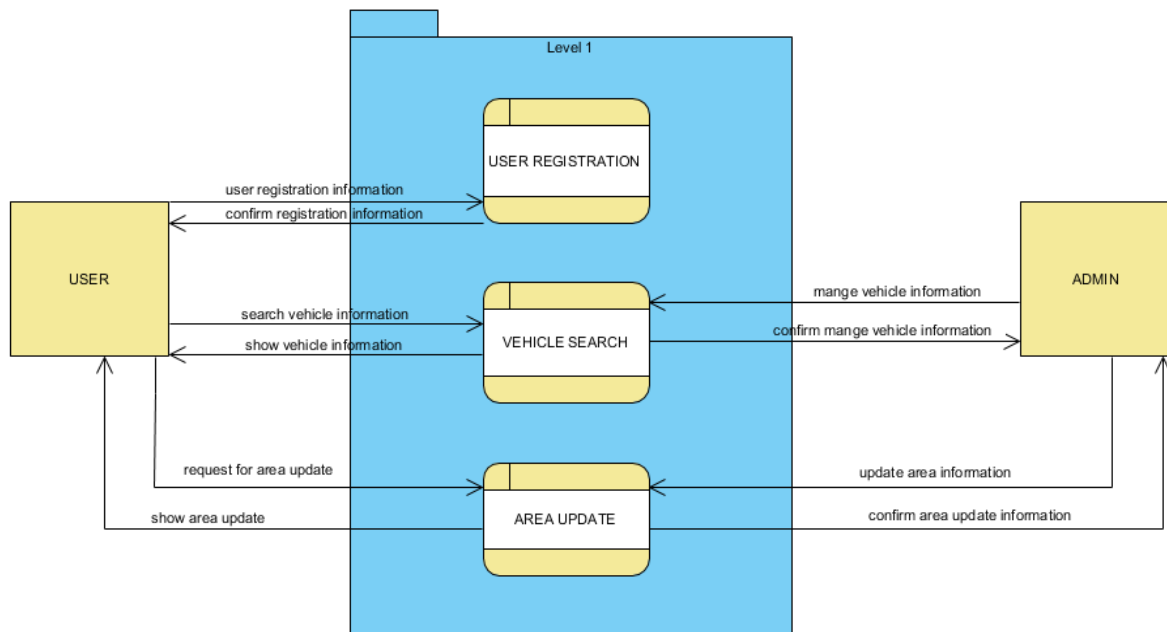 Level 1
USER REGISTRATION
user registration information
confirm registration information
USER
ADMIN
mange vehicle information
search vehicle information
confirm mange vehicle information
show vehicle information
VEHICLE SEARCH
request for area update
update area information
show area update
AREA UPDATE
confirm area update information